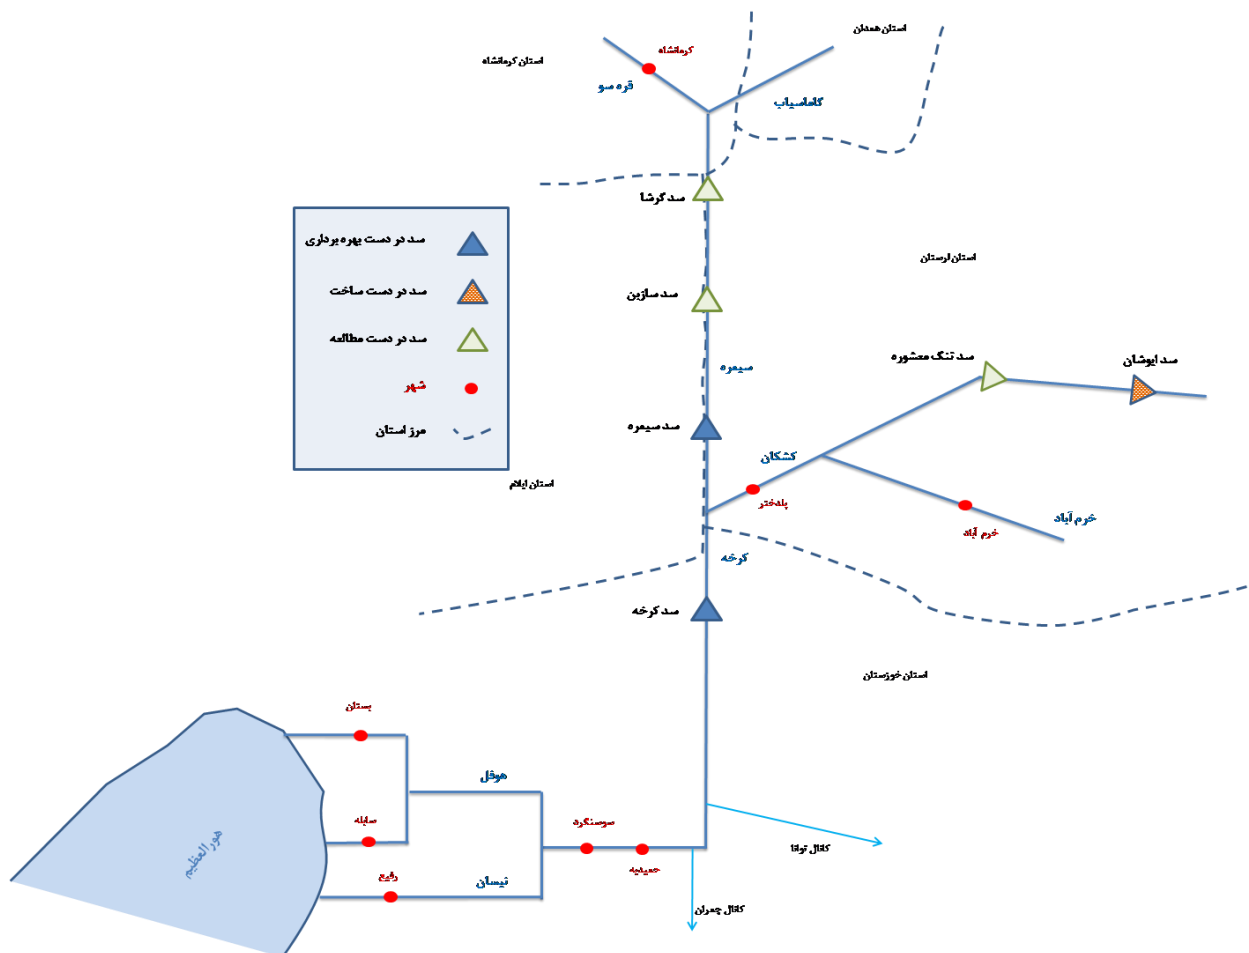 استان همدان
کرمانشاه
استان کرمانشاه
قره سو
گاماسیاب
سد گرشا
سد در دست بهره برداری
استان لرستان
سد در دست ساخت
سد سازبن
سد در دست مطالعه
سد تنگ معشوره
سد ایوشان
سیمره
شهر
سد سیمره
مرز استان
کشکان
استان ایلام
پلدختر
خرم آباد
خرم آباد
کرخه
سد کرخه
استان خوزستان
بستان
هوفل
سابله
سوسنگرد
هورالعظیم
کانال توانا
حمیدیه
رفیع
نیسان
کانال چمران